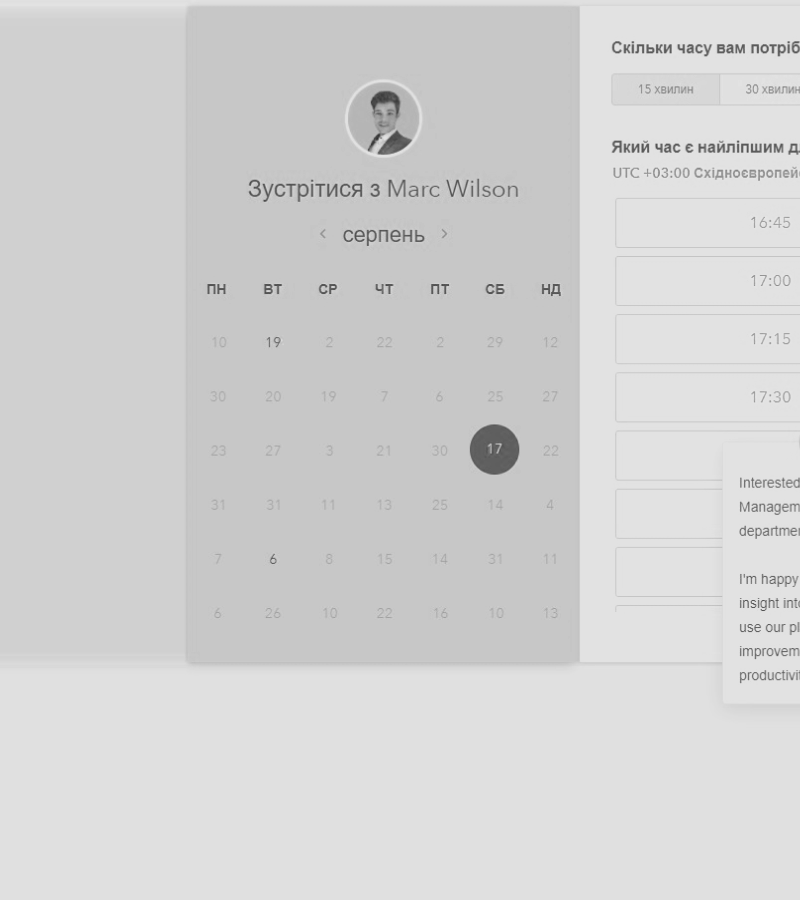 Зустрітися з Marc Wilson
‹ серпень ›
ПН ВТ СР ЧТ ПТ СБ НД
10 19 2 22 2 29 12
30 20 19 7 6 25 27
23 27 3 21 30 17 22
31 31 11 13 25 14 4
7 6 8 15 14 31 11
6 26 10 22 16 10 13
Скільки часу вам потріб
15 хвилин 30 хвилин
Який час є найліпшим д
UTC +03:00 Східноєвропей
16:45
17:00
17:15
17:30
Interested
Managem
departmen
I'm happy
insight int
use our pl
improvem
productivit